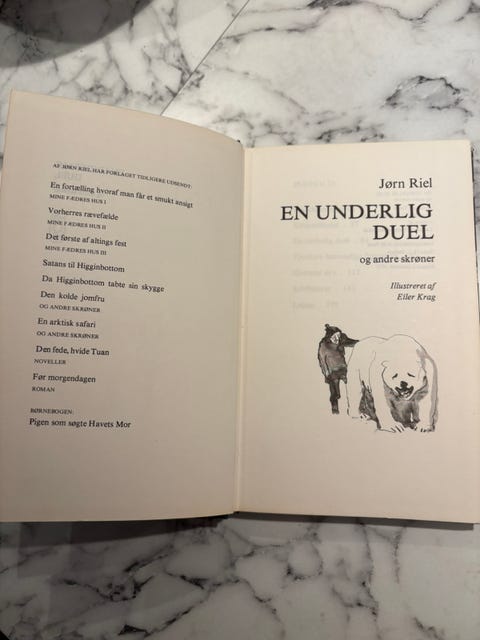 AF JØRN RIEL HAR FORLAGET TIDLIGERE UDSENDT:
En fortælling hvoraf man får et smukt ansigt
MINE FÆDRES HUS I
Vorherres rævefælde
MINE FÆDRES HUS II
Det første af altings fest
MINE FÆDRES HUS III
Satans til Higginbottom
Da Higginbottom tabte sin skygge
Den kolde jomfru
OG ANDRE SKRØNER
En arktisk safari
OG ANDRE SKRØNER
Den fede, hvide Tuan
NOVELLER
Før morgendagen
ROMAN
BØRNEBOGEN:
Pigen som søgte Havets Mor
Jørn Riel
EN UNDERLIG
DUEL
og andre skrøner
Illustreret af
Eiler Krag